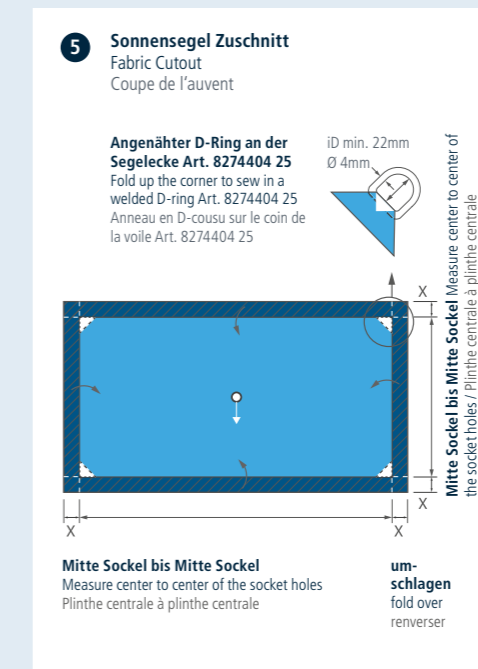 5
Sonnensegel Zuschnitt
Fabric Cutout
Coupe de l'auvent
Angenähter D-Ring an der
Segelecke Art. 8274404 25
Fold up the corner to sew in a
welded D-ring Art. 8274404 25
Anneau en D-cousu sur le coin de
la voile Art. 8274404 25
iD min. 22mm
Ø 4mm
X
X
Mitte Sockel bis Mitte Sockel Measure center to center of
the socket holes / Plinthe centrale à plinthe centrale
X
X
Mitte Sockel bis Mitte Sockel
Measure center to center of the socket holes
Plinthe centrale à plinthe centrale
um-
schlagen
fold over
renverser